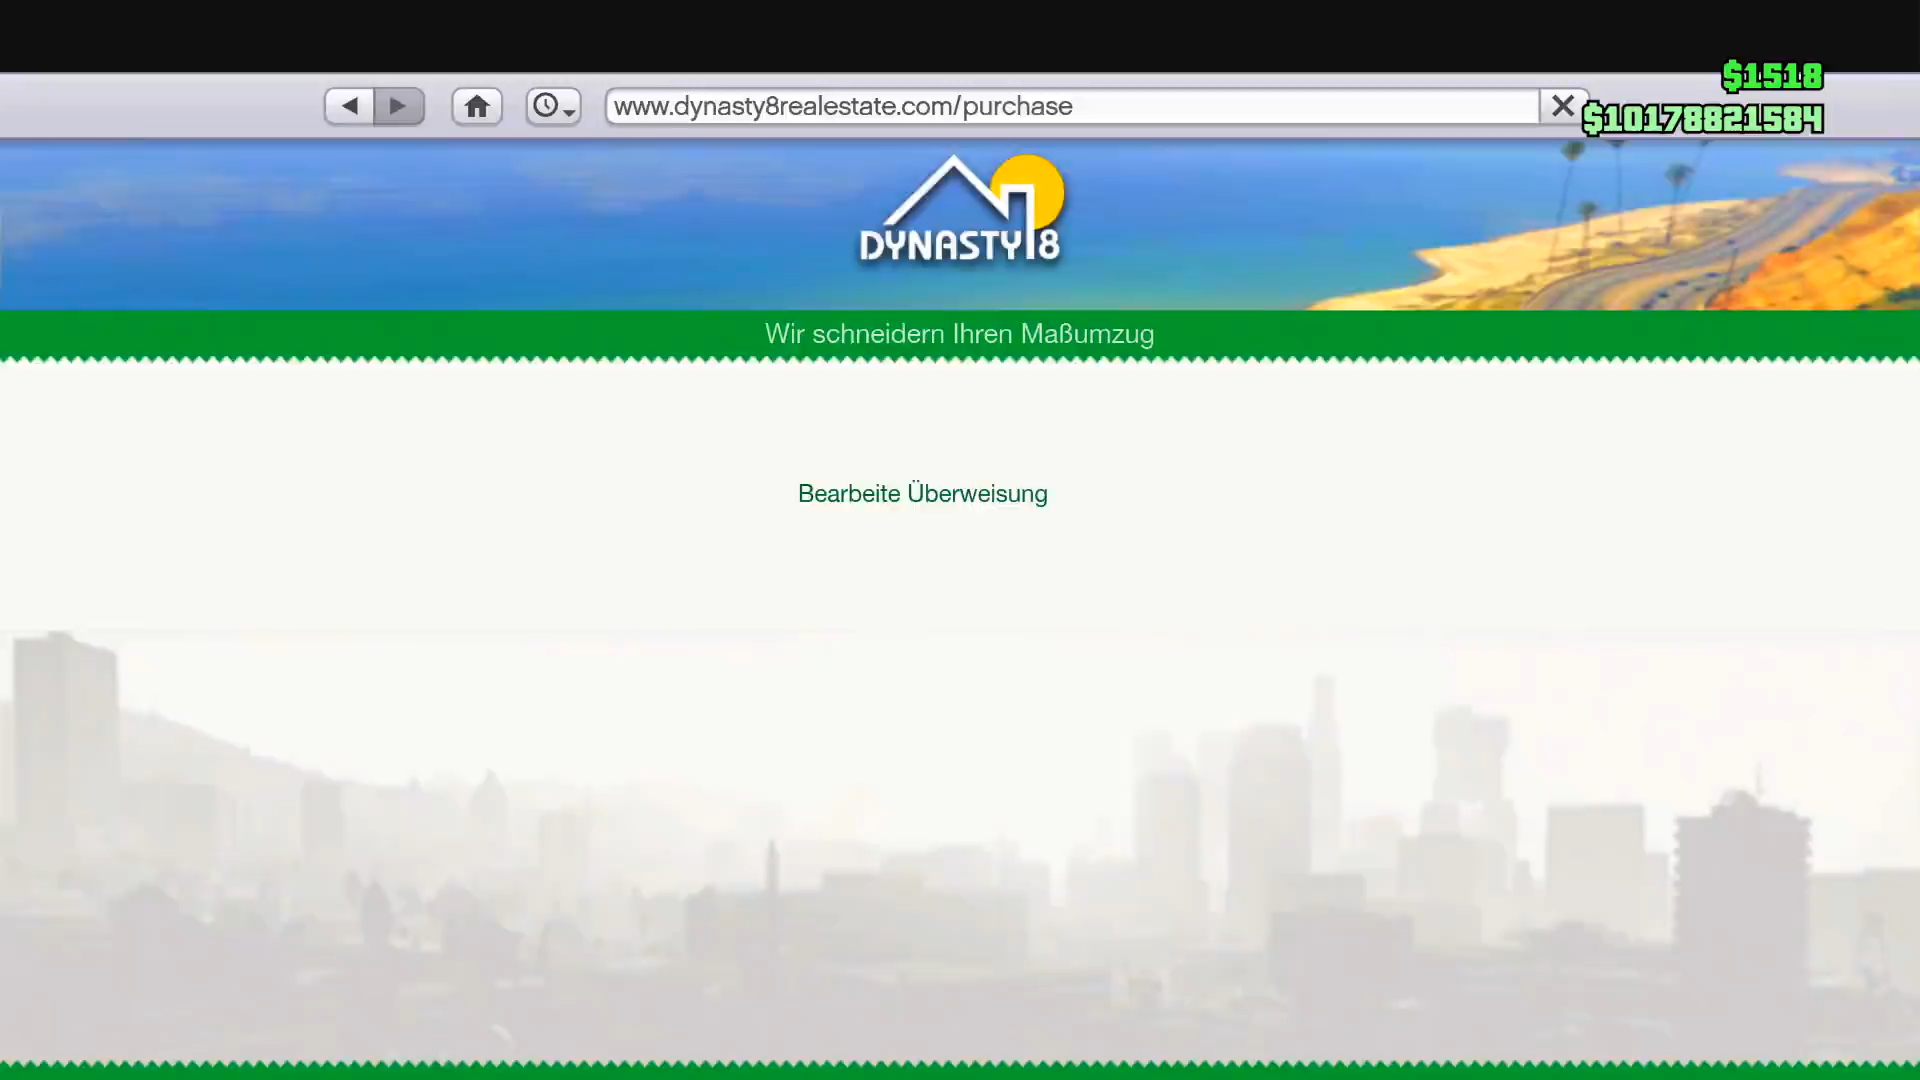 $1518
www.dynasty8realestate.com/purchase
$10178821584
DYNASTY 8
Wir schneidern Ihren Maßumzug
Bearbeite Überweisung